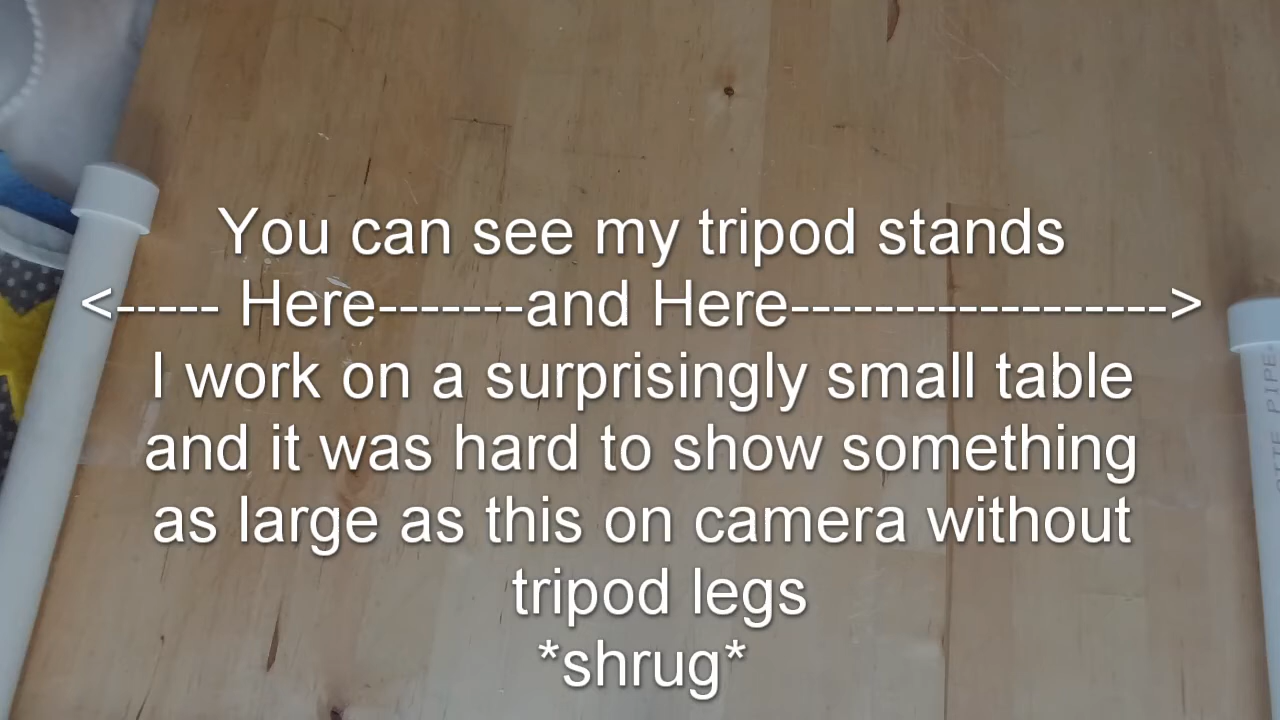 You can see my tripod stands
<----- Here-------and Here------------------>
I work on a surprisingly small table
and it was hard to show something
as large as this on camera without
tripod legs
*shrug*
PIPE